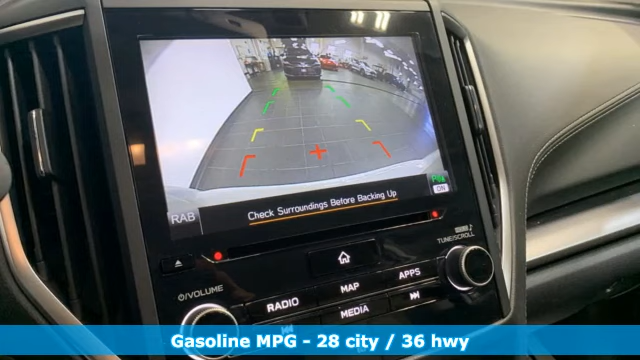 RAB
Check Surroundings Before Backing Up
ON
TUNE/SCROLL
VOLUME
RADIO
MAP
APPS
MEDIA
Gasoline MPG - 28 city / 36 hwy